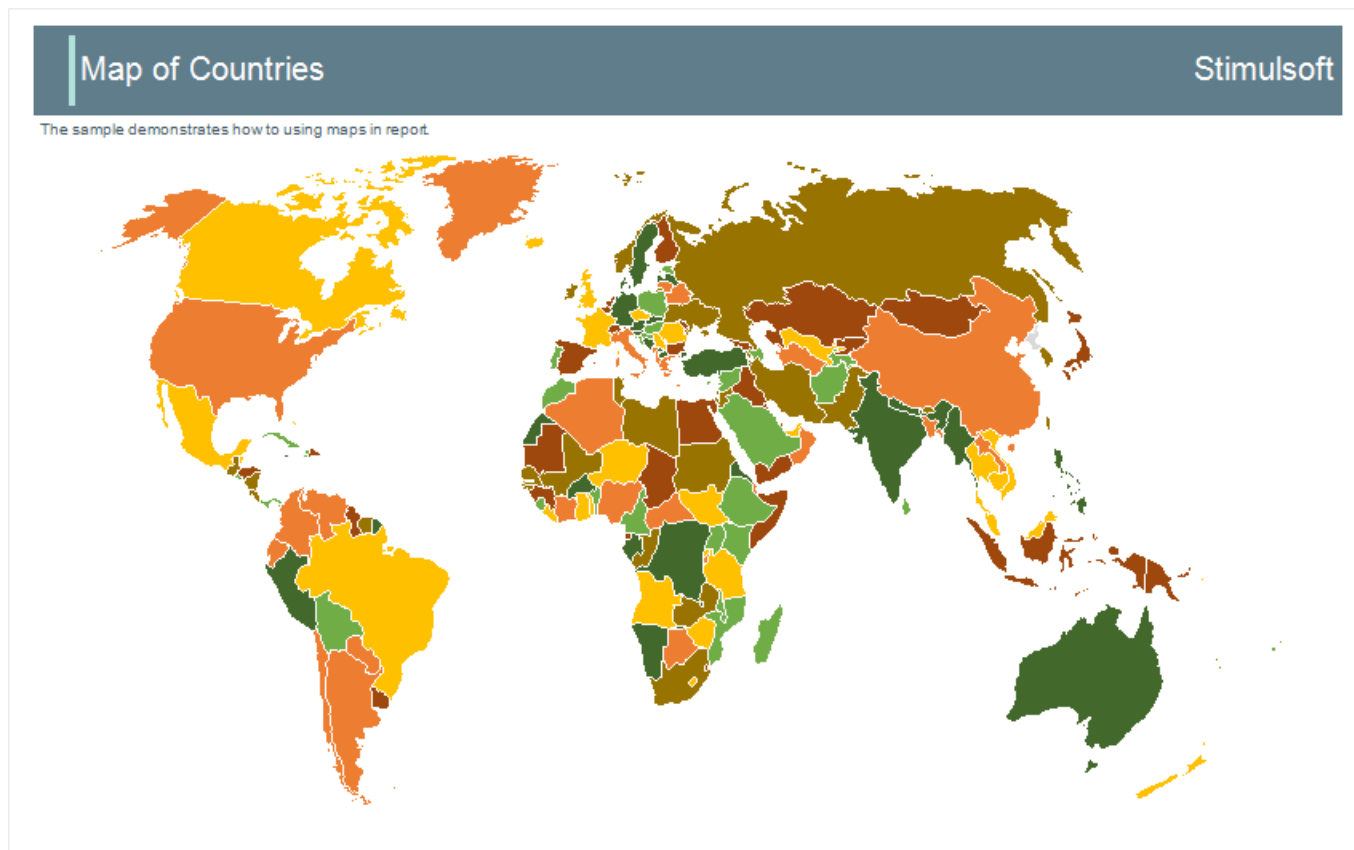 Map of Countries
Stimulsoft
The sample demonstrates how to using maps in report.